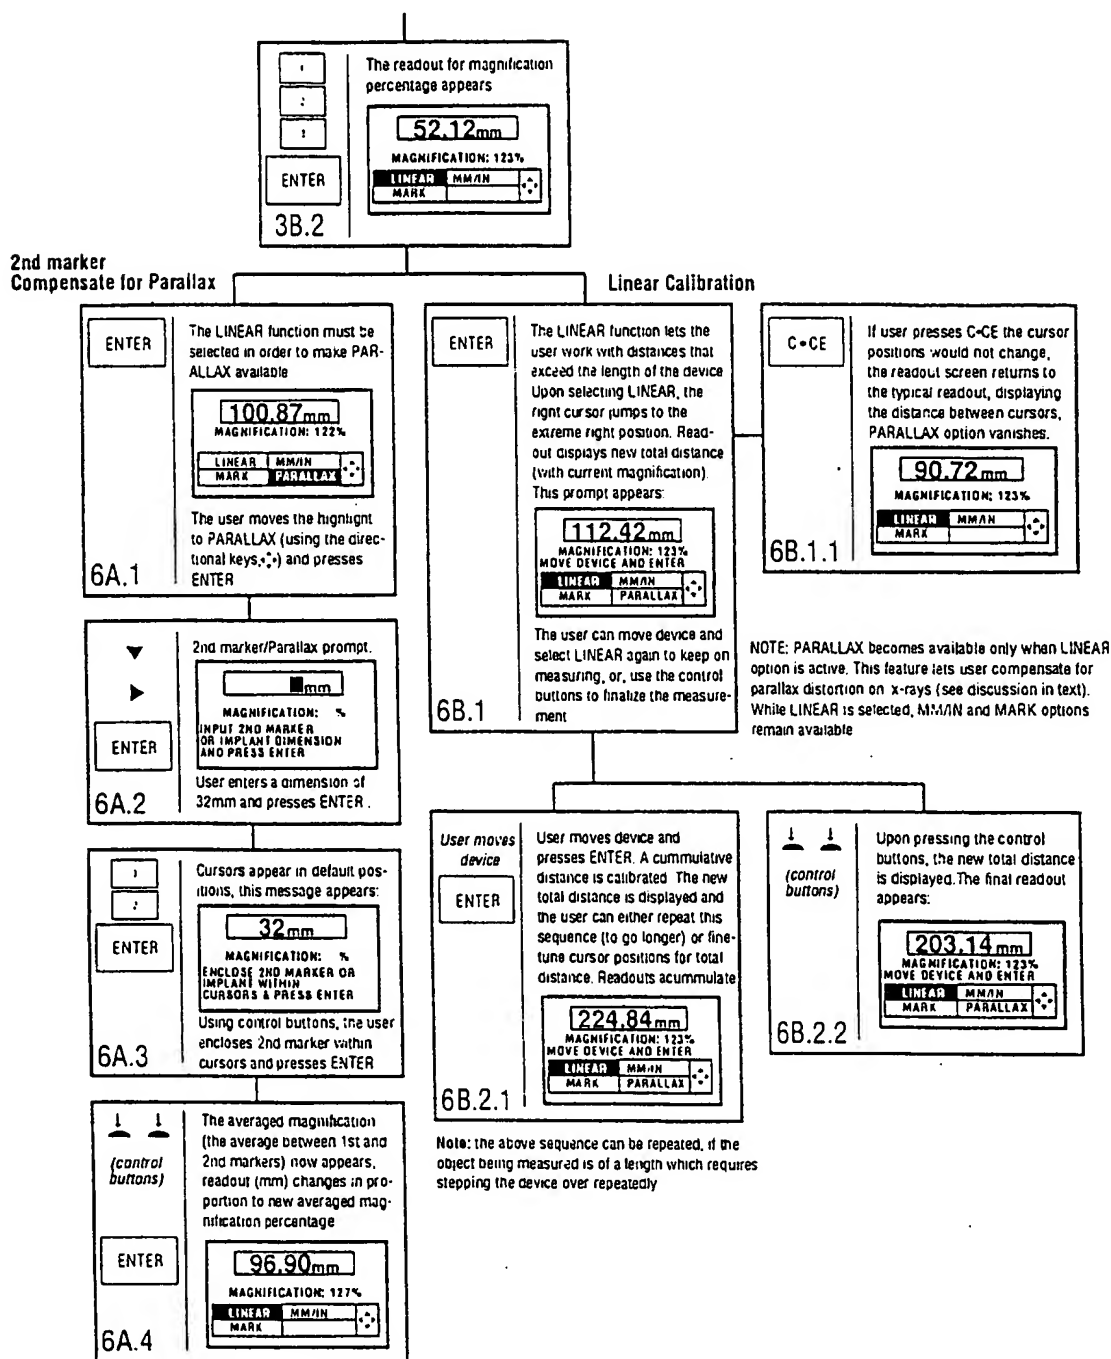 1
2
3
ENTER
3B.2
The readout for magnification
percentage appears
52.12mm
MAGNIFICATION: 123%
LINEAR MM/IN
MARK
2nd marker
Compensate for Parallax
ENTER
6A.1
The LINEAR function must be
selected in order to make PAR-
ALLAX available
100.87mm
MAGNIFICATION: 122%
LINEAR MM/IN
MARK PARALLAX
The user moves the highlight
to PARALLAX (using the direc-
tional keys, ) and presses
ENTER
ENTER
6A.2
2nd marker/Parallax prompt.
mm
MAGNIFICATION: %
INPUT 2ND MARKER
OR IMPLANT DIMENSION
AND PRESS ENTER
User enters a dimension of
32mm and presses ENTER .
3
2
ENTER
6A.3
Cursors appear in default pos-
itions, this message appears:
32mm
MAGNIFICATION: %
ENCLOSE 2ND MARKER OR
IMPLANT WITHIN
CURSORS & PRESS ENTER
Using control buttons, the user
encloses 2nd marker within
cursors and presses ENTER
(control
buttons)
ENTER
6A.4
The averaged magnification
(the average between 1st and
2nd markers) now appears,
readout (mm) changes in pro-
portion to new averaged mag-
nification percentage
96.90mm
MAGNIFICATION: 127%
LINEAR MM/IN
MARK
Linear Calibration
ENTER
6B.1
The LINEAR function lets the
user work with distances that
exceed the length of the device
Upon selecting LINEAR, the
right cursor jumps to the
extreme right position. Read-
out displays new total distance
(with current magnification).
This prompt appears:
112.42mm
MAGNIFICATION: 123%
MOVE DEVICE AND ENTER
LINEAR MM/IN
MARK PARALLAX
The user can move device and
select LINEAR again to keep on
measuring, or, use the control
buttons to finalize the measure-
ment
C•CE
6B.1.1
If user presses C•CE the cursor
positions would not change,
the readout screen returns to
the typical readout, displaying
the distance between cursors,
PARALLAX option vanishes.
90.72mm
MAGNIFICATION: 123%
LINEAR MM/IN
MARK
NOTE: PARALLAX becomes available only when LINEAR
option is active. This feature lets user compensate for
parallax distortion on x-rays (see discussion in text).
While LINEAR is selected, MM/IN and MARK options
remain available
User moves
device
ENTER
6B.2.1
User moves device and
presses ENTER. A cummulative
distance is calibrated The new
total distance is displayed and
the user can either repeat this
sequence (to go longer) or fine-
tune cursor positions for total
distance. Readouts acummulate
224.84mm
MAGNIFICATION: 123%
MOVE DEVICE AND ENTER
LINEAR MM/IN
MARK PARALLAX
Note: the above sequence can be repeated, if the
object being measured is of a length which requires
stepping the device over repeatedly
(control
buttons)
6B.2.2
Upon pressing the control
buttons, the new total distance
is displayed.The final readout
appears:
203.14mm
MAGNIFICATION: 123%
MOVE DEVICE AND ENTER
LINEAR MM/IN
MARK PARALLAX